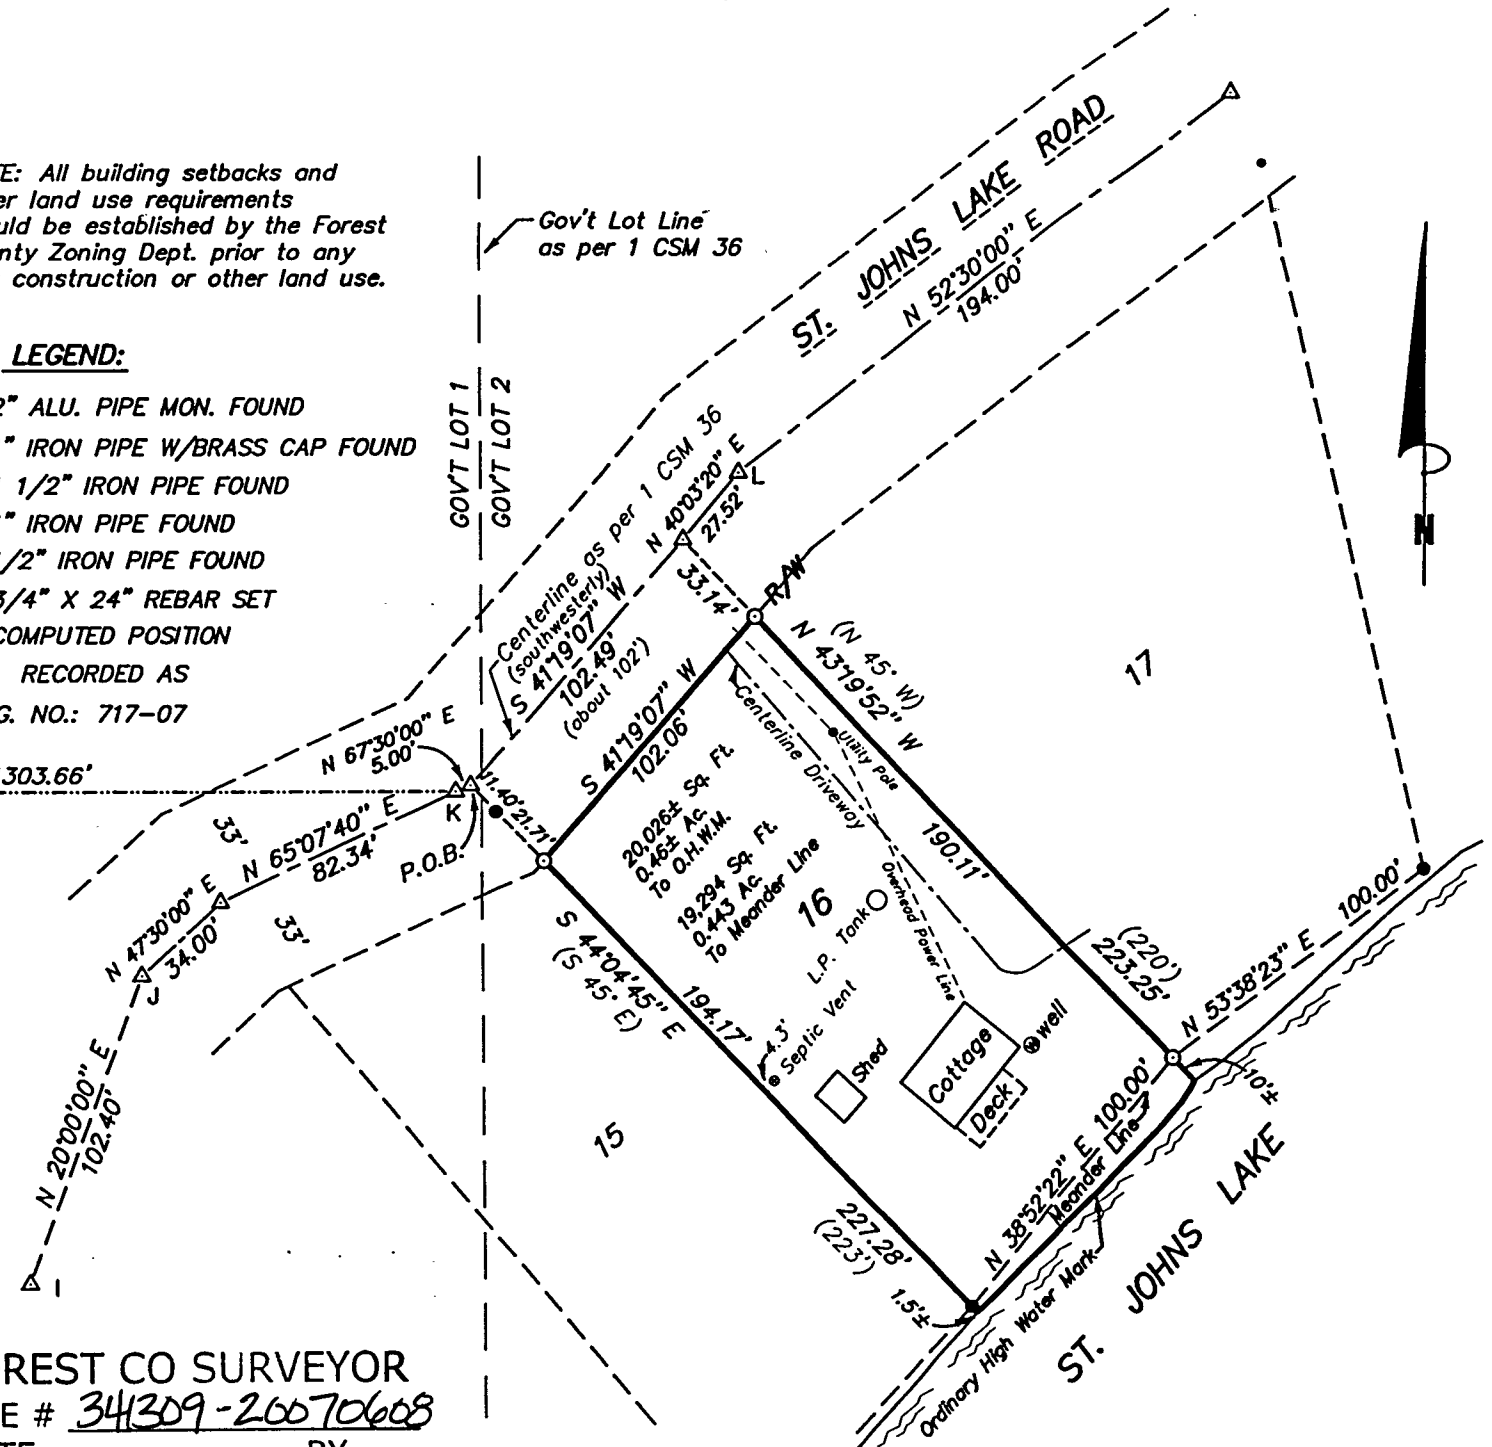 TE: All building setbacks and
er land use requirements
uld be established by the Forest
nty Zoning Dept. prior to any
construction or other land use.
LEGEND:
2" ALU. PIPE MON. FOUND
" IRON PIPE W/BRASS CAP FOUND
1/2" IRON PIPE FOUND
" IRON PIPE FOUND
/2" IRON PIPE FOUND
3/4" X 24" REBAR SET
COMPUTED POSITION
RECORDED AS
G. NO.: 717-07
303.66'
Gov't Lot Line
as per 1 CSM 36
GOV'T LOT 1
GOV'T LOT 2
ST. JOHNS LAKE ROAD
N 52°30'00" E
194.00'
N 40°03'20" E
27.52'
L
Centerline as per 1 CSM 36
(southwesterly)
S 41°19'07" W
102.49'
(about 102')
33.14'
R/W
N 67°30'00" E
5.00'
K
P.O.B.
11.40'
21.71'
N 65°07'40" E
82.34'
33'
33'
N 47°30'00" E
34.00'
J
N 20°00'00" E
102.40'
I
S 41°19'07" W
102.06'
(N 45° W)
N 43°19'52" W
190.11'
(220')
223.25'
Centerline Driveway
Utility Pole
Overhead Power Line
20,026± Sq. Ft.
0.46± Ac.
To O.H.W.M.
19,294 Sq. Ft.
0.443 Ac.
To Meander Line
16
17
15
L.P. Tank
Septic Vent
4.3'
Shed
Cottage
Deck
W
well
S 44°04'45" E
(S 45° E)
194.17'
227.28'
(223')
1.5'±
N 38°52'22" E 100.00'
Meander Line
N 53°38'23" E 100.00'
10'±
Ordinary High Water Mark
ST. JOHNS LAKE
N
REST CO SURVEYOR
E # 34309-20070608